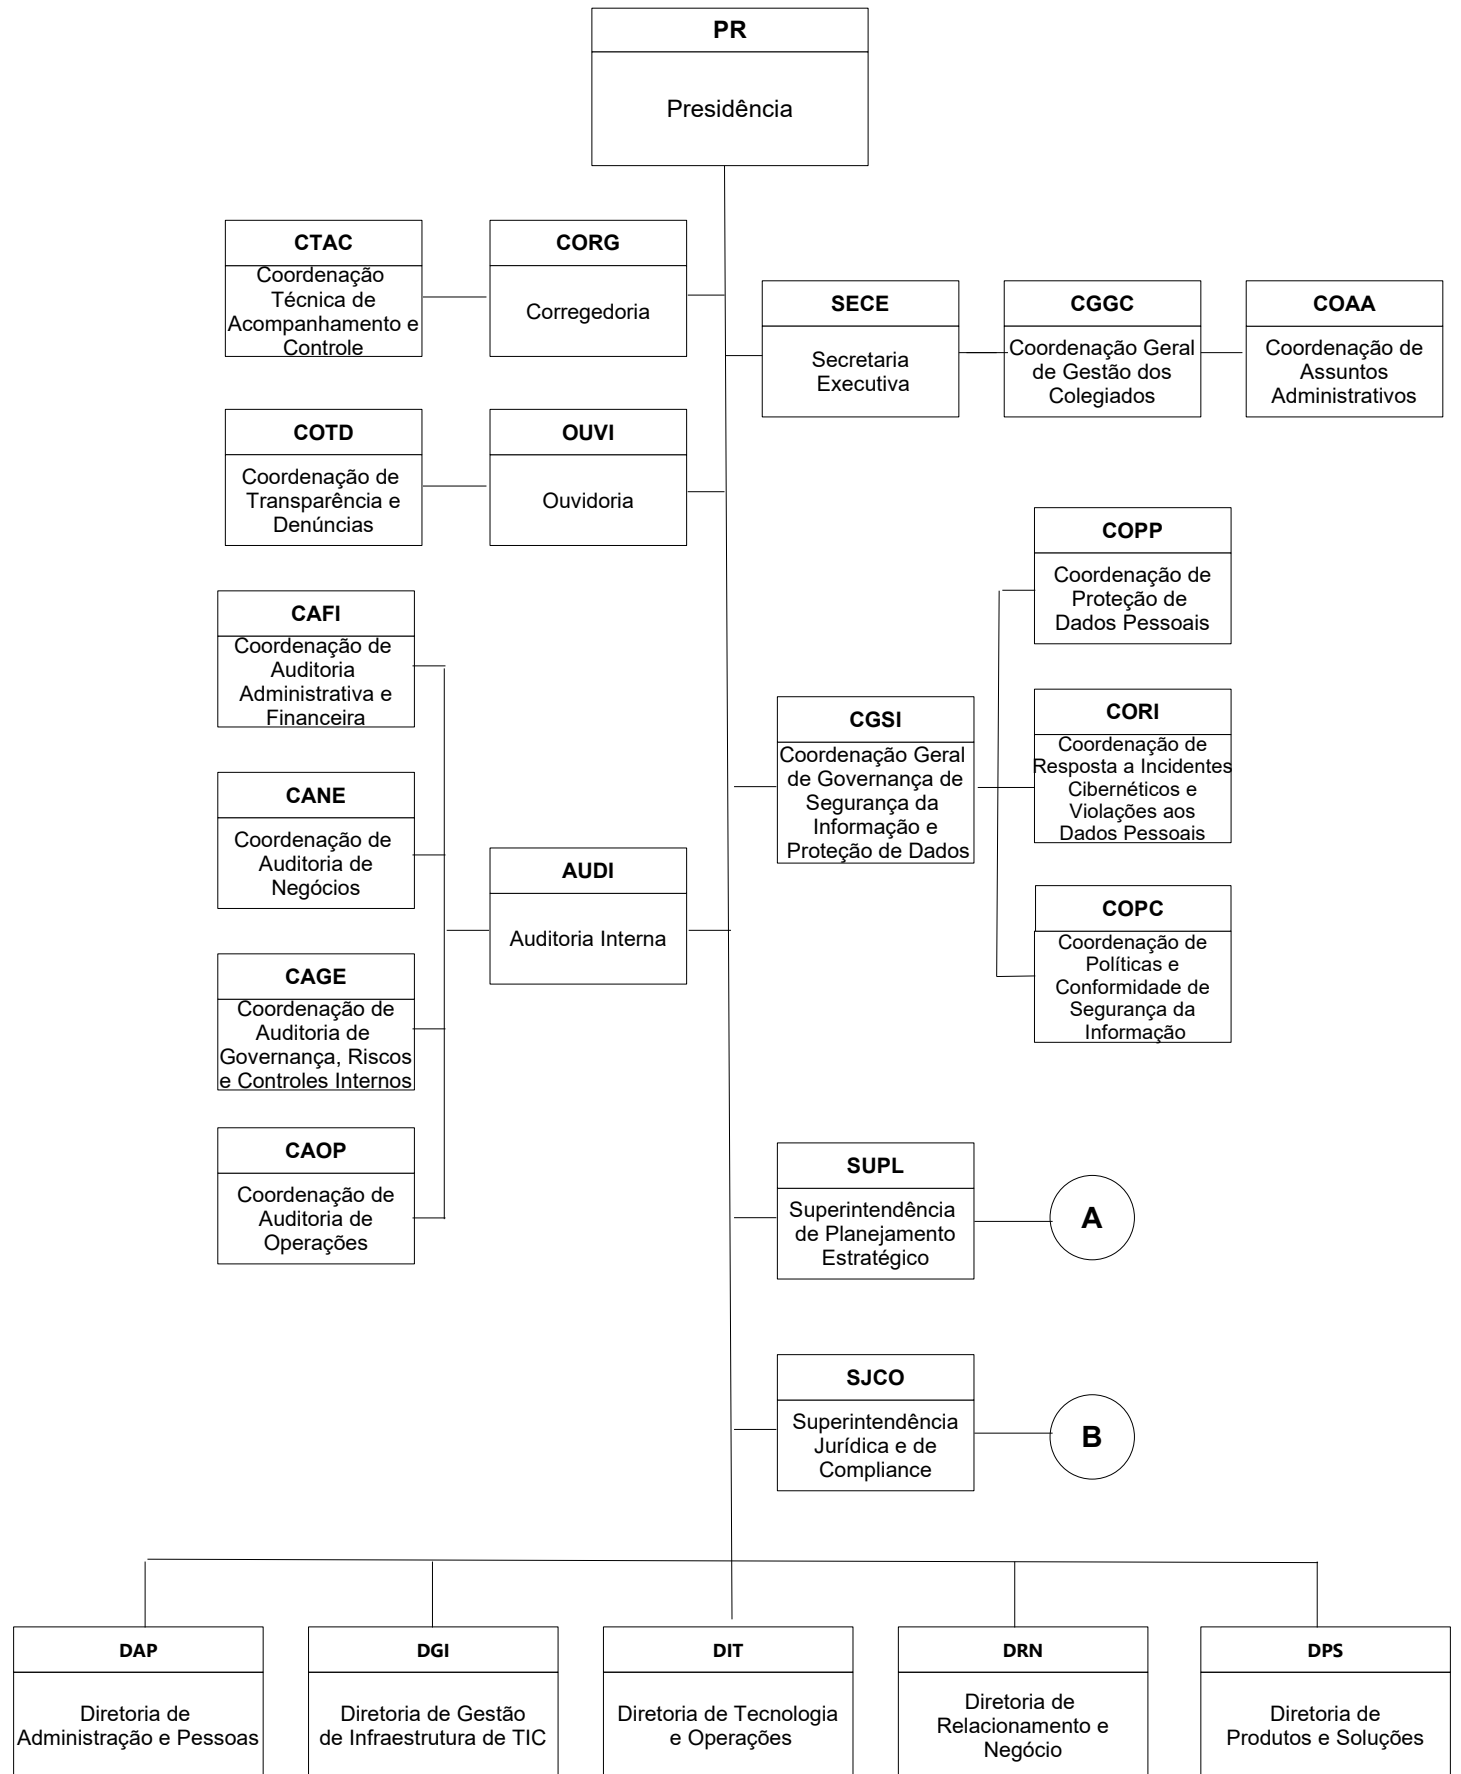 PR
Presidência
CTAC
Coordenação
Técnica de
Acompanhamento e
Controle
CORG
Corregedoria
SECE
Secretaria
Executiva
CGGC
Coordenação Geral
de Gestão dos
Colegiados
COAA
Coordenação de
Assuntos
Administrativos
COTD
Coordenação de
Transparência e
Denúncias
OUVI
Ouvidoria
COPP
Coordenação de
Proteção de
Dados Pessoais
CAFI
Coordenação de
Auditoria
Administrativa e
Financeira
CGSI
Coordenação Geral
de Governança de
Segurança da
Informação e
Proteção de Dados
CORI
Coordenação de
Resposta a Incidentes
Cibernéticos e
Violações aos
Dados Pessoais
CANE
Coordenação de
Auditoria de
Negócios
AUDI
Auditoria Interna
COPC
Coordenação de
Políticas e
Conformidade de
Segurança da
Informação
CAGE
Coordenação de
Auditoria de
Governança, Riscos
e Controles Internos
CAOP
Coordenação de
Auditoria de
Operações
SUPL
Superintendência
de Planejamento
Estratégico
A
SJCO
Superintendência
Jurídica e de
Compliance
B
DAP
Diretoria de
Administração e Pessoas
DGI
Diretoria de Gestão
de Infraestrutura de TIC
DIT
Diretoria de Tecnologia
e Operações
DRN
Diretoria de
Relacionamento e
Negócio
DPS
Diretoria de
Produtos e Soluções